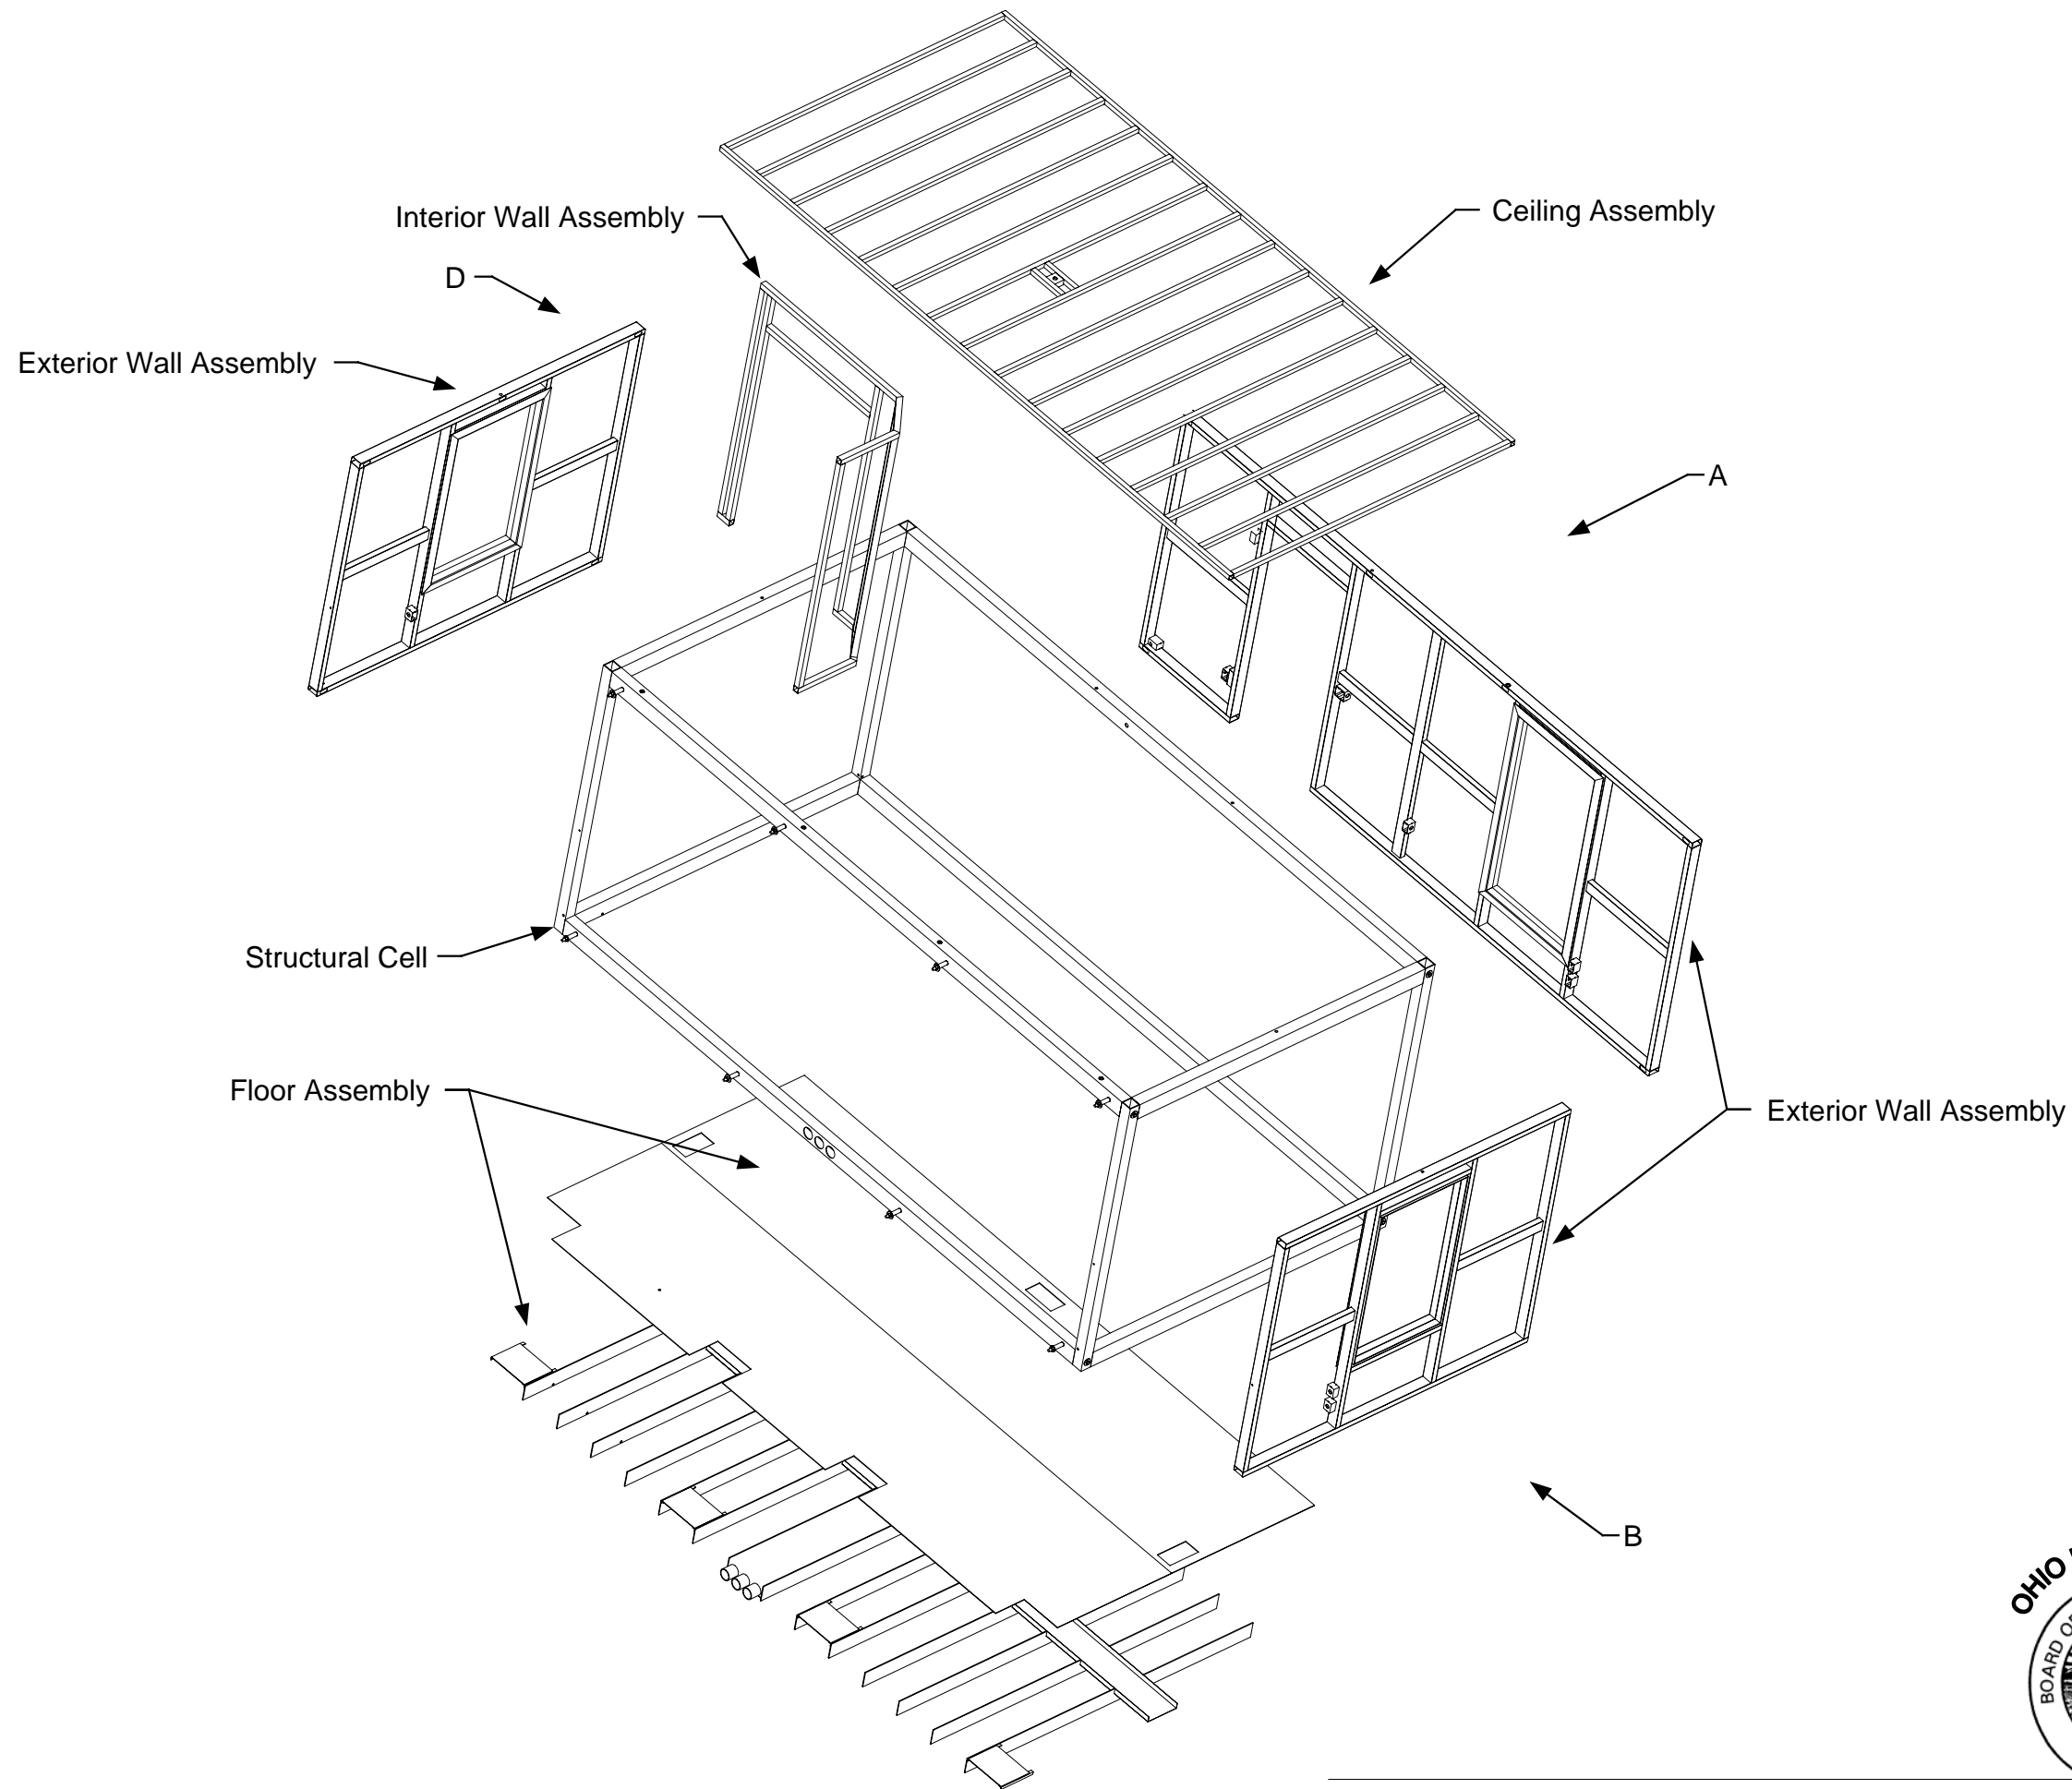 Ceiling Assembly
Interior Wall Assembly
D
Exterior Wall Assembly
A
Structural Cell
Floor Assembly
Exterior Wall Assembly
B
OHIO
BOARD